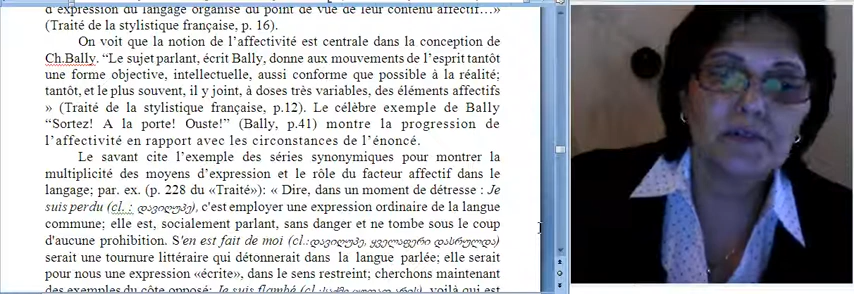 d'expression du langage organisé du point de vue de leur contenu affectif…»
(Traité de la stylistique française, p. 16).
On voit que la notion de l'affectivité est centrale dans la conception de
Ch.Bally. “Le sujet parlant, écrit Bally, donne aux mouvements de l'esprit tantôt
une forme objective, intellectuelle, aussi conforme que possible à la réalité;
tantôt, et le plus souvent, il y joint, à doses très variables, des éléments affectifs
» (Traité de la stylistique française, p.12). Le célèbre exemple de Bally
“Sortez! A la porte! Ouste!” (Bally, p.41) montre la progression de
l'affectivité en rapport avec les circonstances de l'énoncé.
Le savant cite l'exemple des séries synonymiques pour montrer la
multiplicité des moyens d'expression et le rôle du facteur affectif dans le
langage; par. ex. (p. 228 du «Traité»): « Dire, dans un moment de détresse : Je
suis perdu (cl. : დავიღუპე), c'est employer une expression ordinaire de la langue
commune; elle est, socialement parlant, sans danger et ne tombe sous le coup
d'aucune prohibition. S'en est fait de moi (cl.:დავიღუპე, ყველაფერი დასრულდა)
serait une tournure littéraire qui détonnerait dans la langue parlée; elle serait
pour nous une expression «écrite», dans le sens restreint; cherchons maintenant
des exemples du côte opposé: Je suis flambé (cl.: voilà qui est